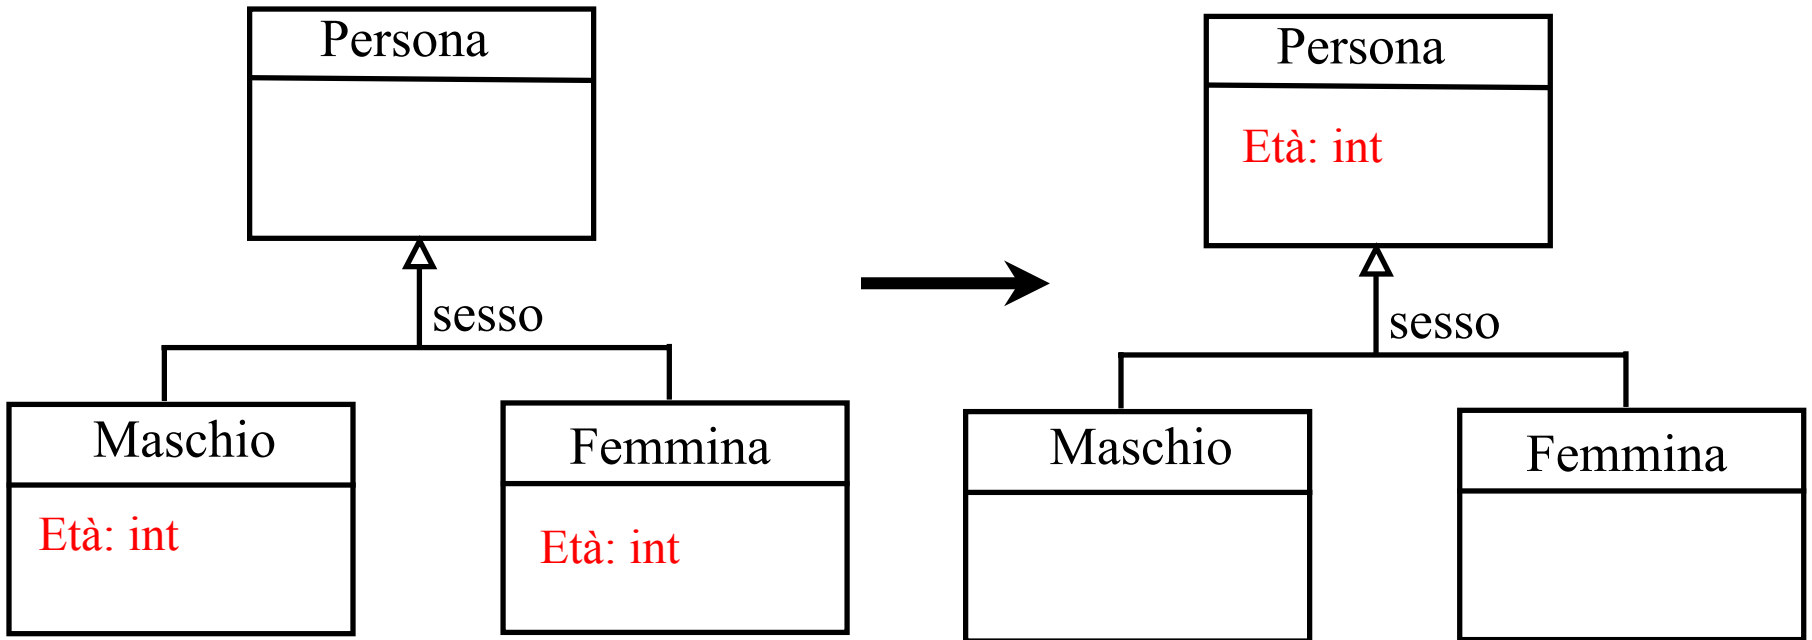 Persona
sesso
Maschio
Femmina
Età: int
Età: int
Persona
Età: int
sesso
Maschio
Femmina